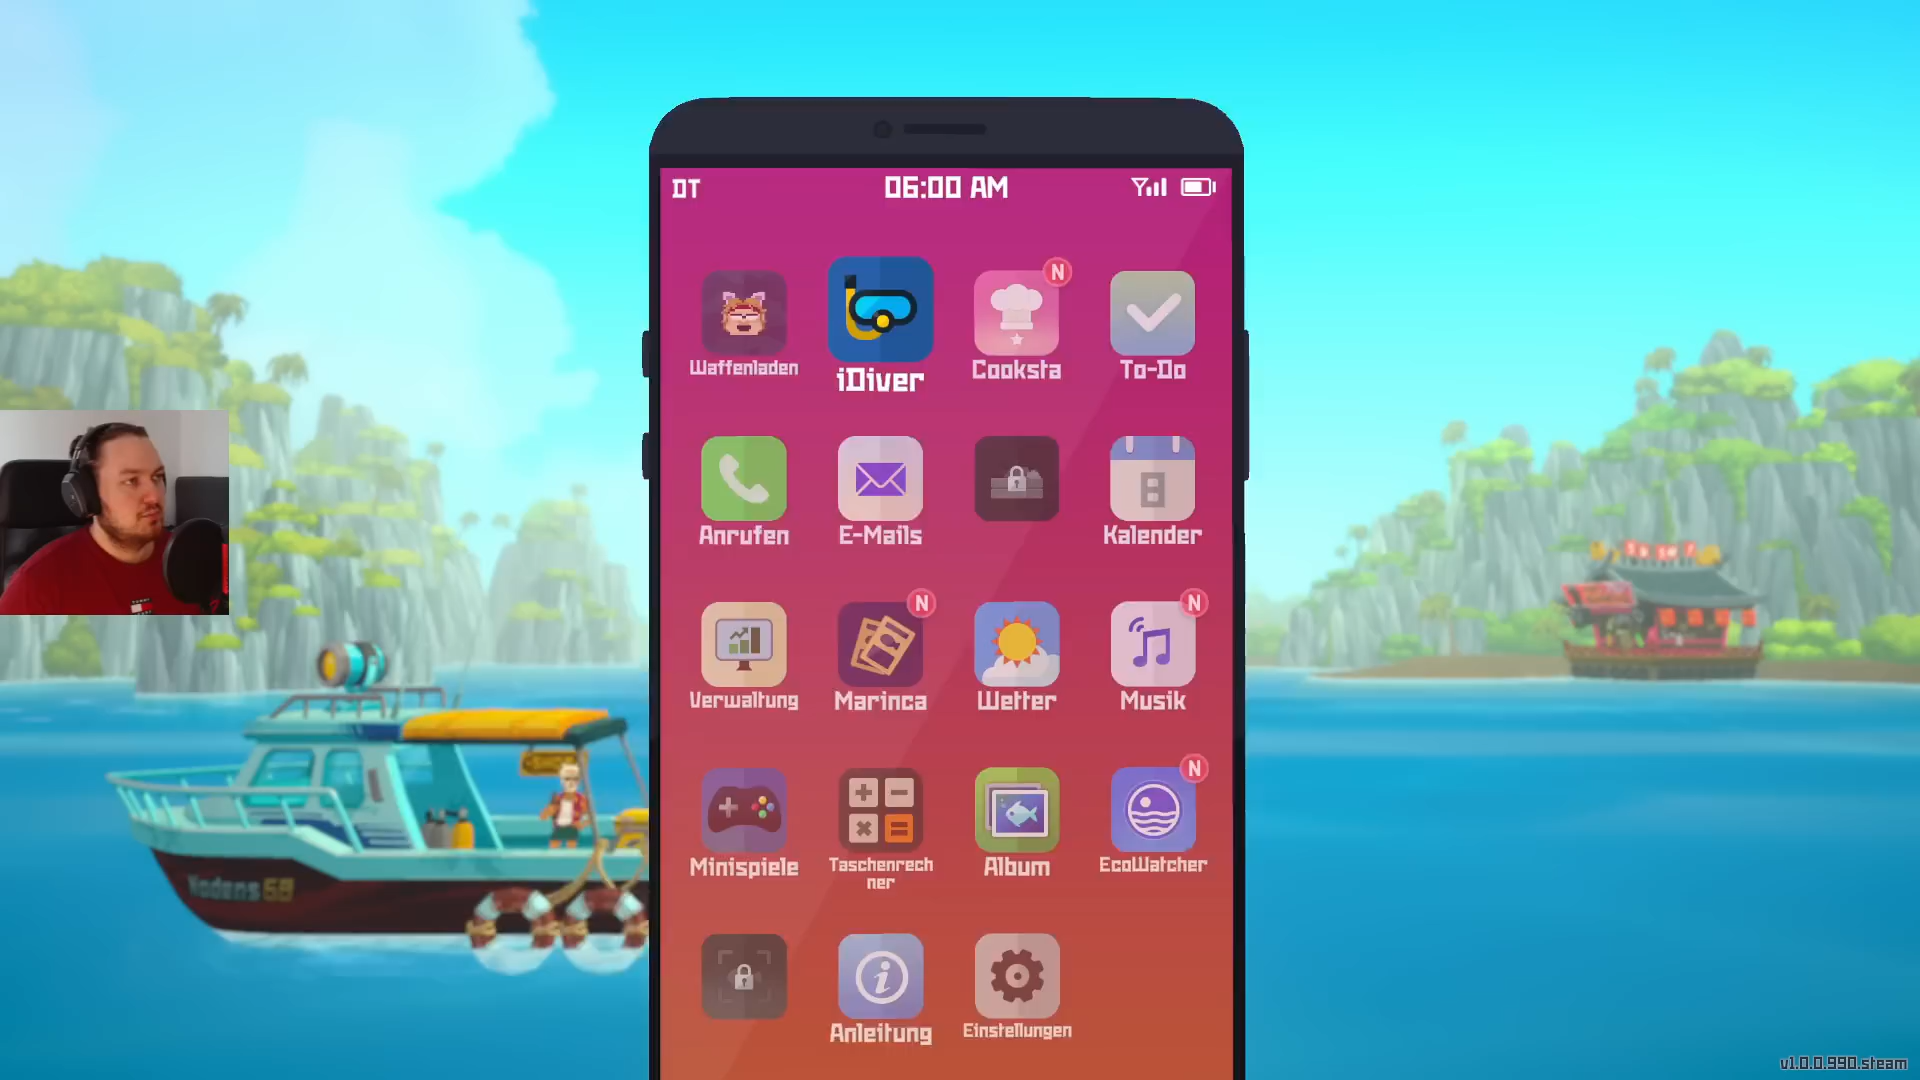 DT
06:00 AM
Waffenladen
iDiver
Cooksta
N
To-Do
Anrufen
E-Mails
8
Kalender
Verwaltung
Marinca
N
Wetter
Musik
N
Minispiele
Taschenrech
ner
Album
EcoWatcher
N
Anleitung
Einstellungen
v1.0.0.990.steam